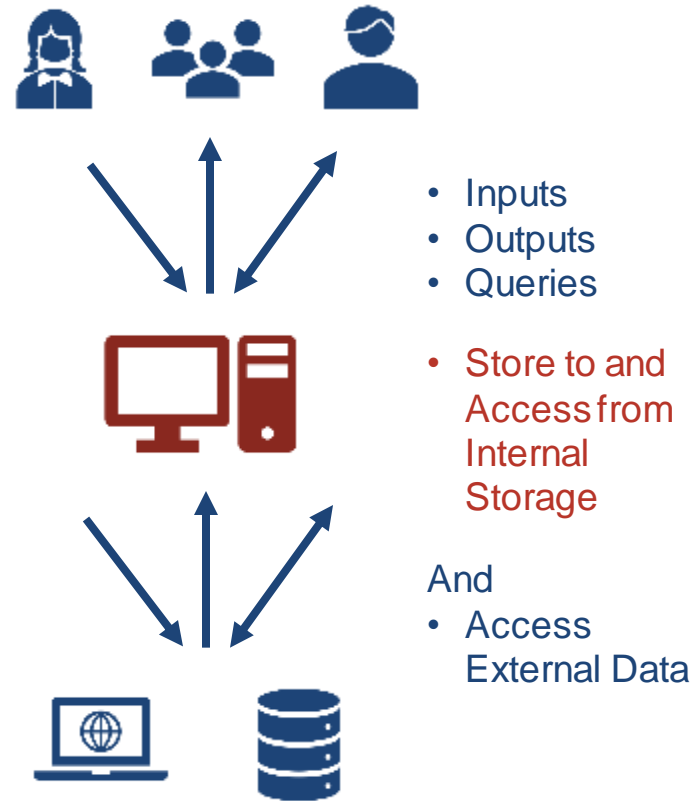 • Inputs
• Outputs
• Queries
• Store to and
Access from
Internal
Storage
And
• Access
External Data